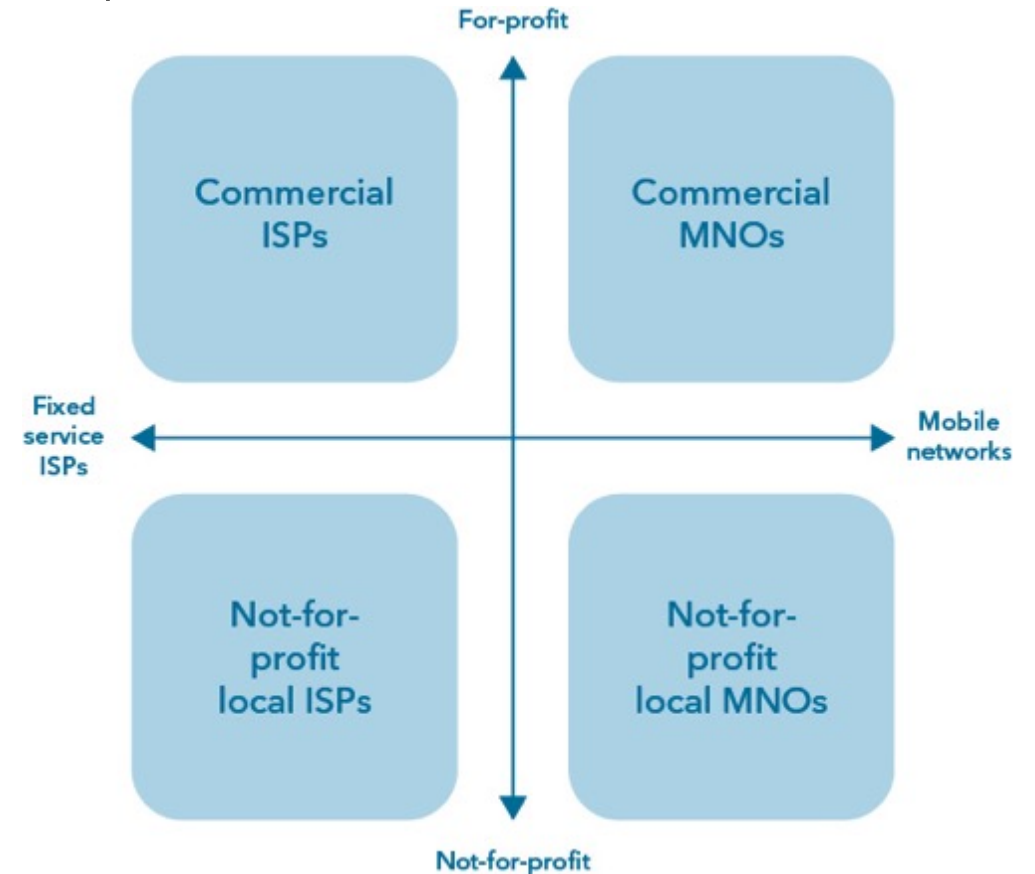 For-profit
Commercial
ISPs
Commercial
MNOs
Fixed
service
ISPs
Mobile
networks
Not-for-
profit
local ISPs
Not-for-
profit
local MNOs
Not-for-profit